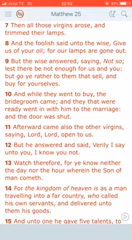 Matthew 25
7 Then all those virgins arose, and
trimmed their lamps.
8 And the foolish said unto the wise, Give
us of your oil; for our lamps are gone out.
9 But the wise answered, saying, Not so;
lest there be not enough for us and you:
but go ye rather to them that sell, and
buy for yourselves.
10 And while they went to buy, the
bridegroom came; and they that were
ready went in with him to the marriage:
and the door was shut.
11 Afterward came also the other virgins,
saying, Lord, Lord, open to us.
12 But he answered and said, Verily I say
unto you, I know you not.
13 Watch therefore, for ye know neither
the day nor the hour wherein the Son of
man cometh.
14 For the kingdom of heaven is as a man
travelling into a far country, who called
his own servants, and delivered unto
them his goods.
15 And unto one he gave five talents, to